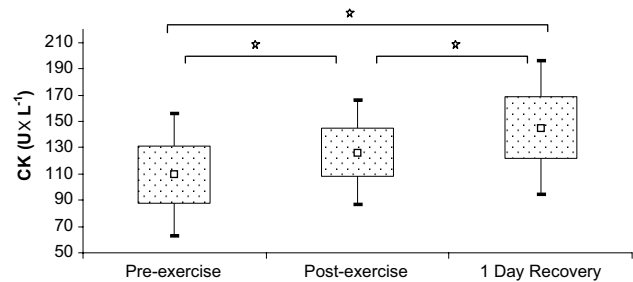 CK (U× L-1)
210
190
170
150
130
110
90
70
50
Pre-exercise
Post-exercise
1 Day Recovery